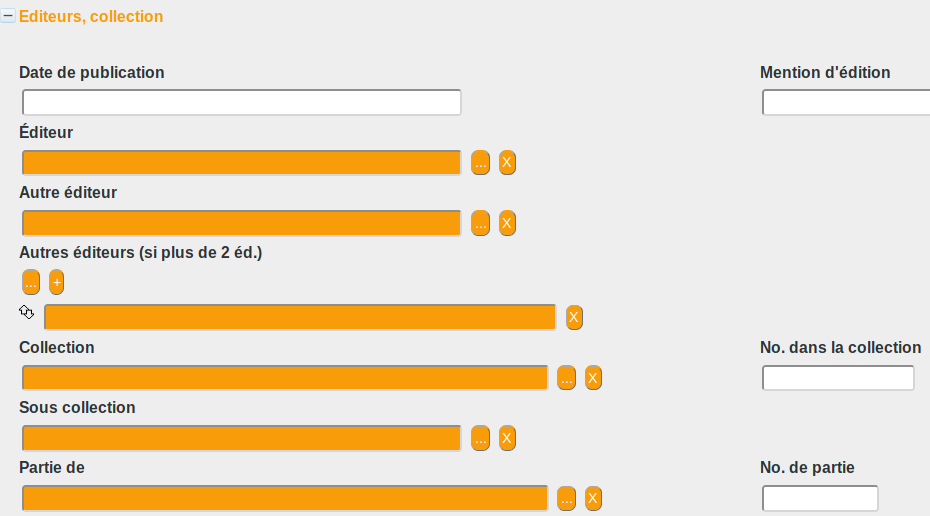 Editeurs, collection
Date de publication Mention d'édition
Éditeur
... X
Autre éditeur
... X
Autres éditeurs (si plus de 2 éd.)
... +
X
Collection No. dans la collection
... X
Sous collection
... X
Partie de No. de partie
... X